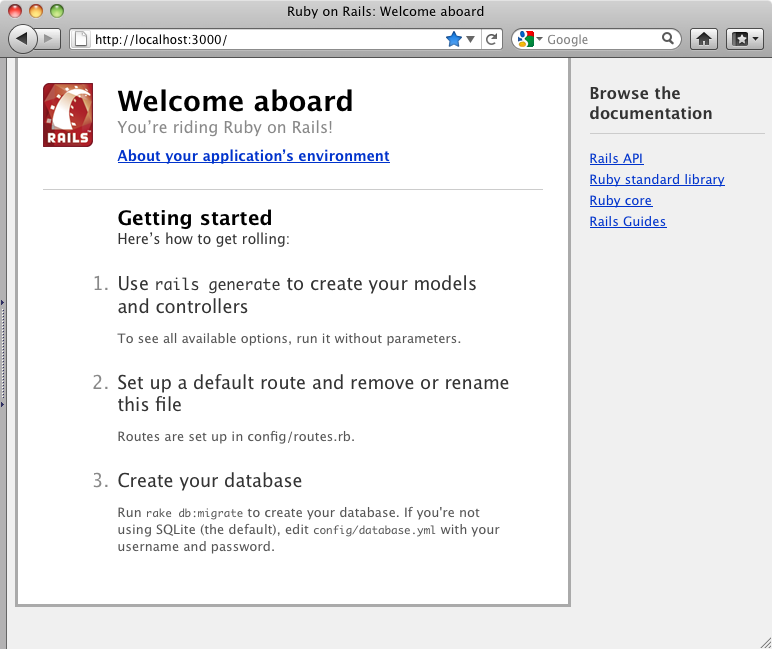 Ruby on Rails: Welcome aboard
http://localhost:3000/
Google
RAILS
Welcome aboard
You’re riding Ruby on Rails!
About your application’s environment
Getting started
Here’s how to get rolling:
1. Use rails generate to create your models
and controllers
To see all available options, run it without parameters.
2. Set up a default route and remove or rename
this file
Routes are set up in config/routes.rb.
3. Create your database
Run rake db:migrate to create your database. If you're not
using SQLite (the default), edit config/database.yml with your
username and password.
Browse the
documentation
Rails API
Ruby standard library
Ruby core
Rails Guides